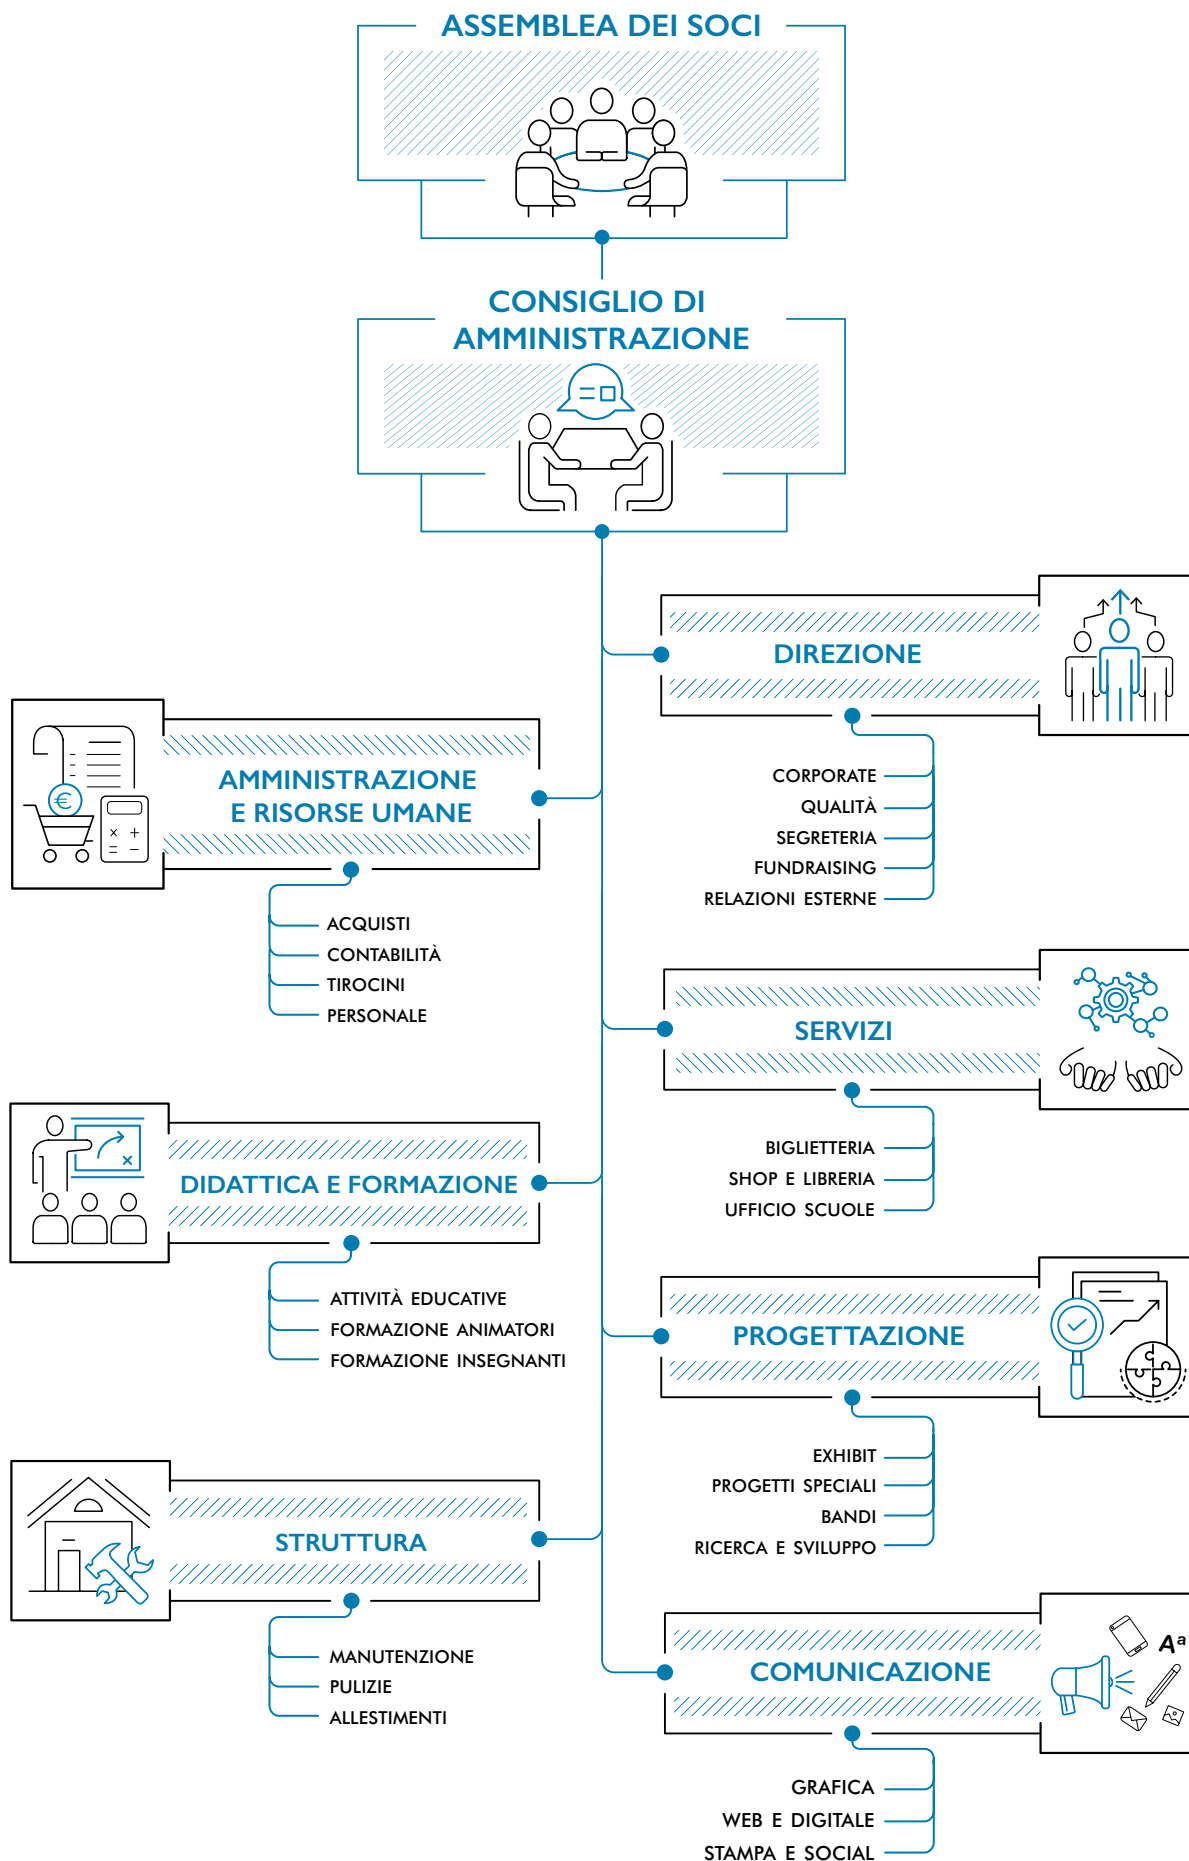 ASSEMBLEA DEI SOCI
CONSIGLIO DI
AMMINISTRAZIONE
DIREZIONE
CORPORATE
QUALITÀ
SEGRETERIA
FUNDRAISING
RELAZIONI ESTERNE
AMMINISTRAZIONE
E RISORSE UMANE
ACQUISTI
CONTABILITÀ
TIROCINI
PERSONALE
SERVIZI
BIGLIETTERIA
SHOP E LIBRERIA
UFFICIO SCUOLE
DIDATTICA E FORMAZIONE
ATTIVITÀ EDUCATIVE
FORMAZIONE ANIMATORI
FORMAZIONE INSEGNANTI
PROGETTAZIONE
EXHIBIT
PROGETTI SPECIALI
BANDI
RICERCA E SVILUPPO
STRUTTURA
MANUTENZIONE
PULIZIE
ALLESTIMENTI
COMUNICAZIONE
Aª
GRAFICA
WEB E DIGITALE
STAMPA E SOCIAL